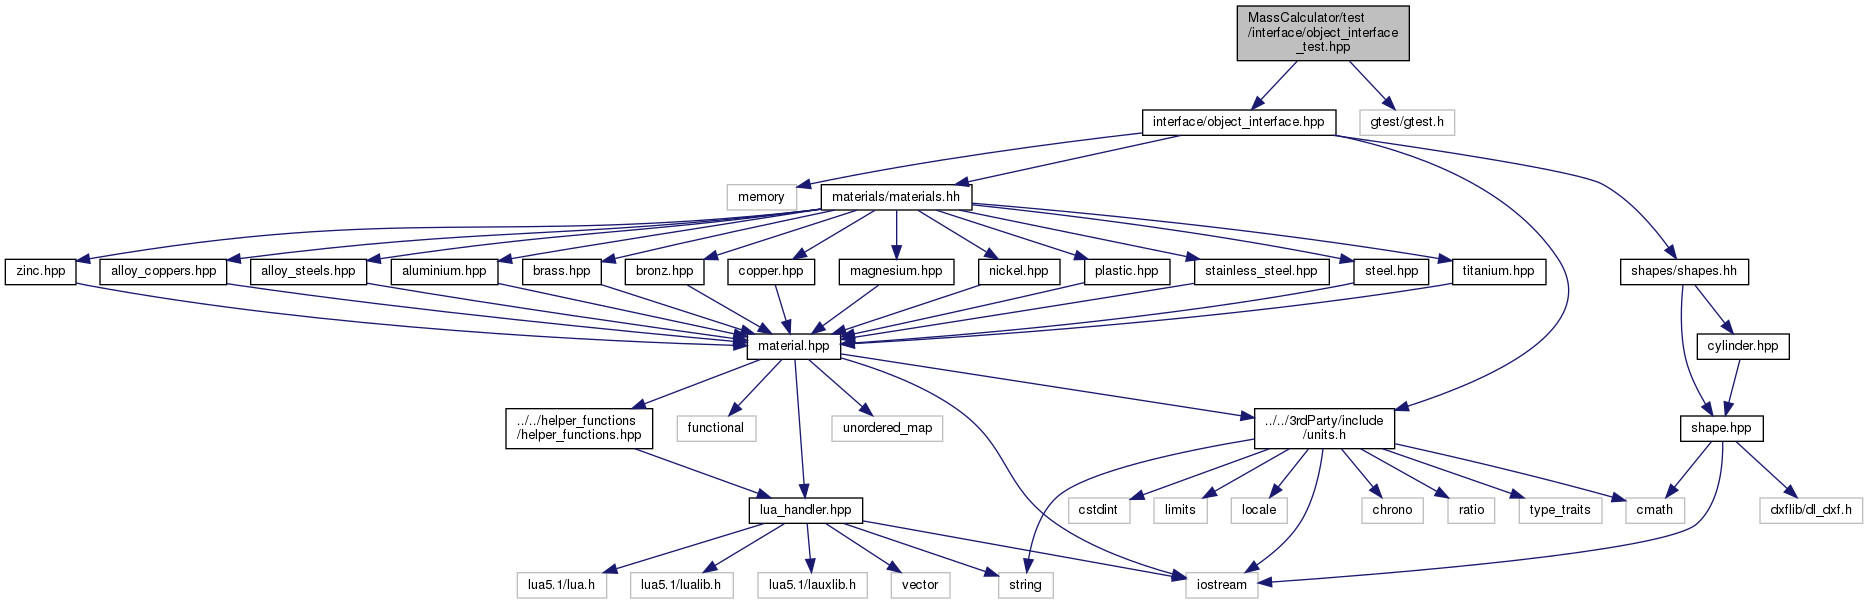 MassCalculator/test
/interface/object_interface
_test.hpp
interface/object_interface.hpp
gtest/gtest.h
memory
materials/materials.hh
zinc.hpp
alloy_coppers.hpp
alloy_steels.hpp
aluminium.hpp
brass.hpp
bronz.hpp
copper.hpp
magnesium.hpp
nickel.hpp
plastic.hpp
stainless_steel.hpp
steel.hpp
titanium.hpp
shapes/shapes.hh
material.hpp
cylinder.hpp
../../helper_functions
/helper_functions.hpp
functional
unordered_map
../../3rdParty/include
/units.h
shape.hpp
lua_handler.hpp
cstdint
limits
locale
chrono
ratio
type_traits
cmath
dxflib/dl_dxf.h
lua5.1/lua.h
lua5.1/lualib.h
lua5.1/lauxlib.h
vector
string
iostream